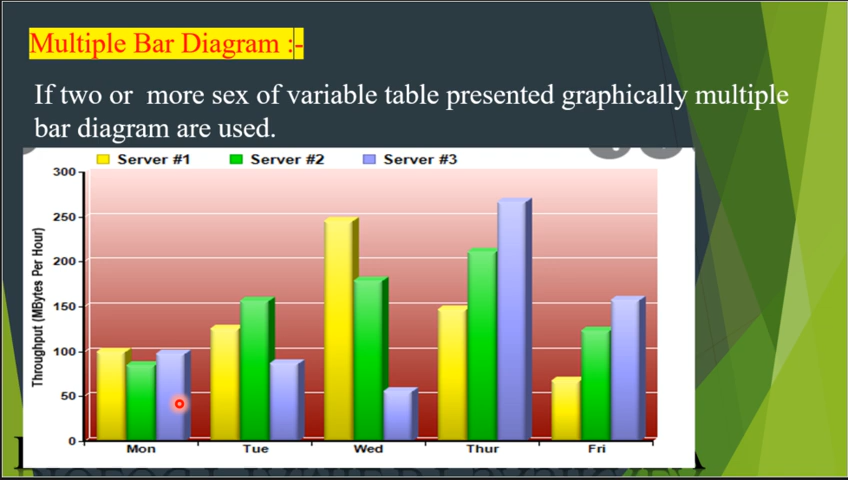 Multiple Bar Diagram :-
If two or more sex of variable table presented graphically multiple
bar diagram are used.
Server #1 Server #2 Server #3
300
250
200
150
100
50
0
Throughput (MBytes Per Hour)
Mon Tue Wed Thur Fri